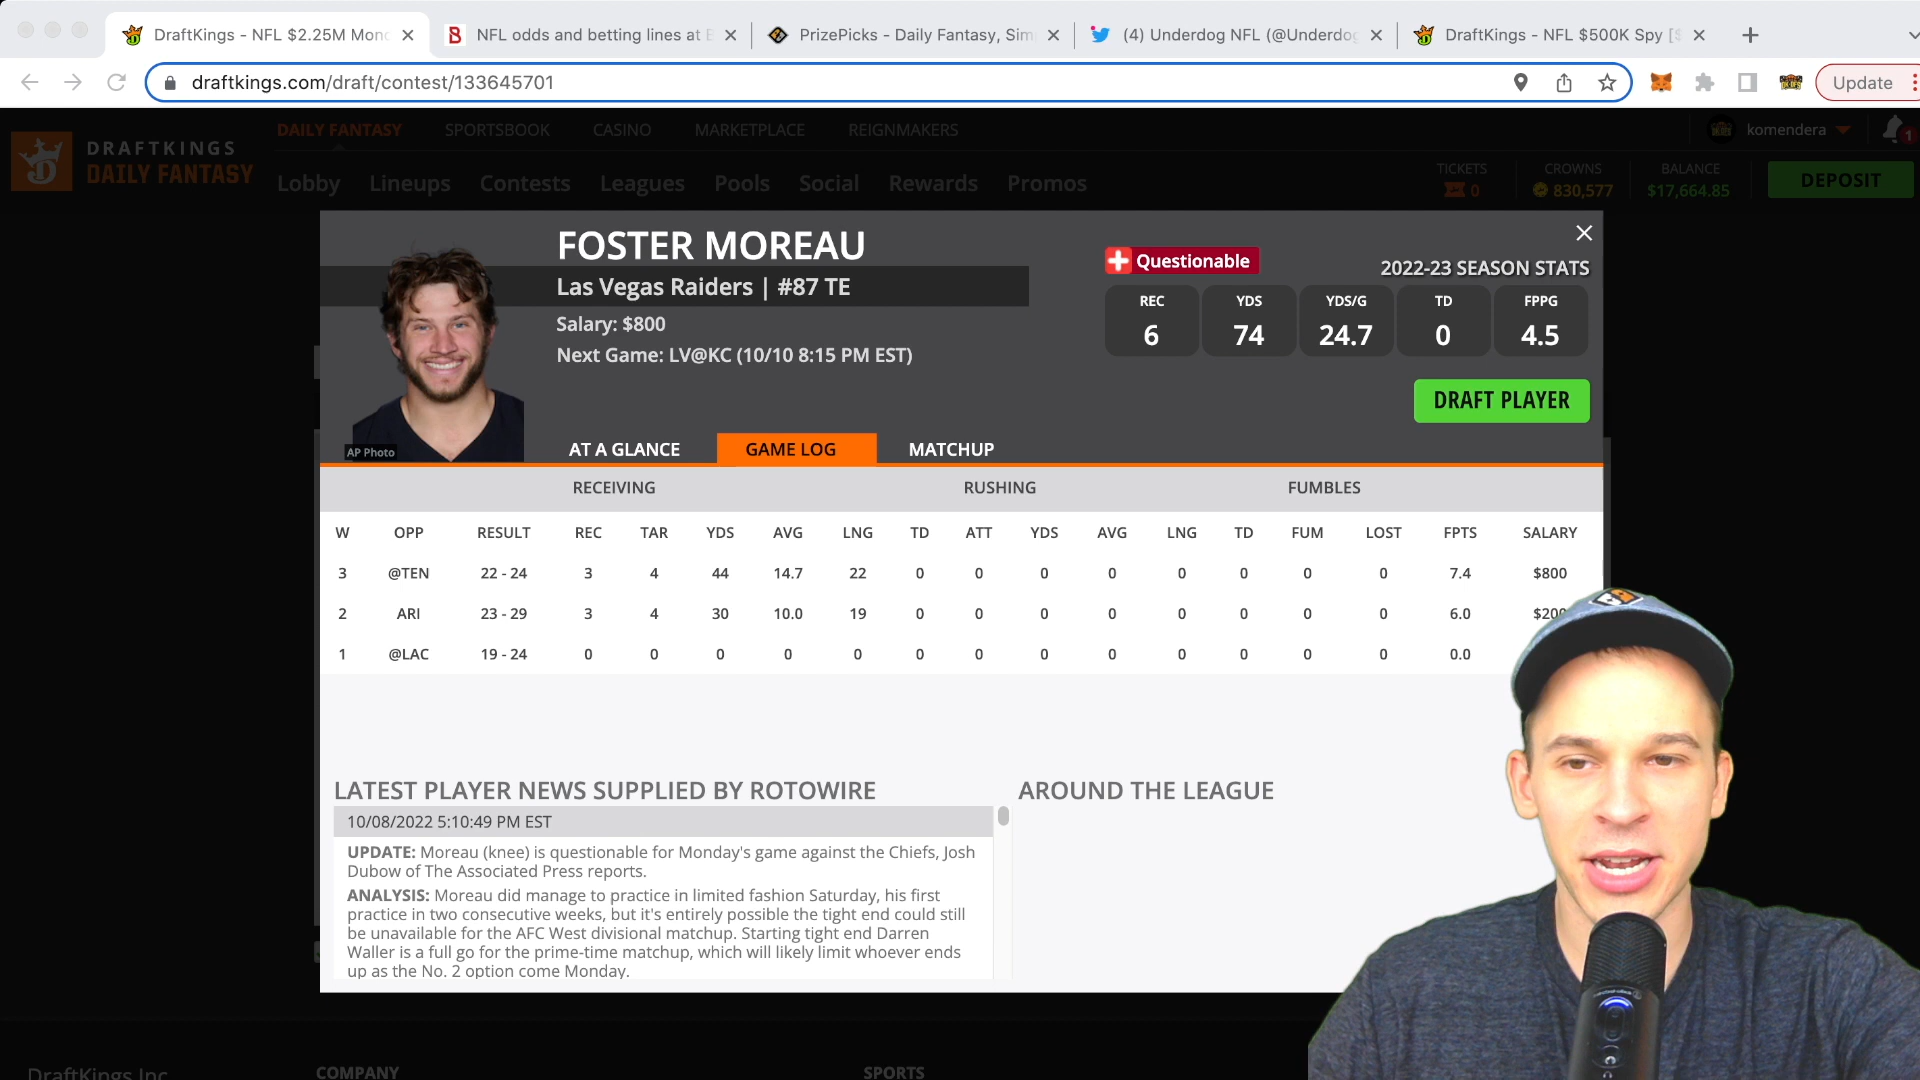 DraftKings - NFL $2.25M Mon
NFL odds and betting lines at
PrizePicks - Daily Fantasy, Sim
(4) Underdog NFL (@Underdog
DraftKings - NFL $500K Spy [$
draftkings.com/draft/contest/133645701
Update
DRAFTKINGS
DAILY FANTASY
DAILY FANTASY SPORTSBOOK CASINO MARKETPLACE REIGNMAKERS
komendera
1
Lobby Lineups Contests Leagues Pools Social Rewards Promos
TICKETS
0
CROWNS
830,577
BALANCE
$17,664.85
DEPOSIT
FOSTER MOREAU
Las Vegas Raiders | #87 TE
Salary: $800
Next Game: LV@KC (10/10 8:15 PM EST)
AP Photo
Questionable
2022-23 SEASON STATS
REC YDS YDS/G TD FPPG
6 74 24.7 0 4.5
DRAFT PLAYER
AT A GLANCE GAME LOG MATCHUP
RECEIVING RUSHING FUMBLES
W OPP RESULT REC TAR YDS AVG LNG TD ATT YDS AVG LNG TD FUM LOST FPTS SALARY
3 @TEN 22 - 24 3 4 44 14.7 22 0 0 0 0 0 0 0 0 7.4 $800
2 ARI 23 - 29 3 4 30 10.0 19 0 0 0 0 0 0 0 0 6.0 $200
1 @LAC 19 - 24 0 0 0 0 0 0 0 0 0 0 0 0 0 0.0
LATEST PLAYER NEWS SUPPLIED BY ROTOWIRE
AROUND THE LEAGUE
10/08/2022 5:10:49 PM EST
UPDATE: Moreau (knee) is questionable for Monday's game against the Chiefs, Josh
Dubow of The Associated Press reports.
ANALYSIS: Moreau did manage to practice in limited fashion Saturday, his first
practice in two consecutive weeks, but it's entirely possible the tight end could still
be unavailable for the AFC West divisional matchup. Starting tight end Darren
Waller is a full go for the prime-time matchup, which will likely limit whoever ends
up as the No. 2 option come Monday.
DraftKings Inc
COMPANY
SPORTS